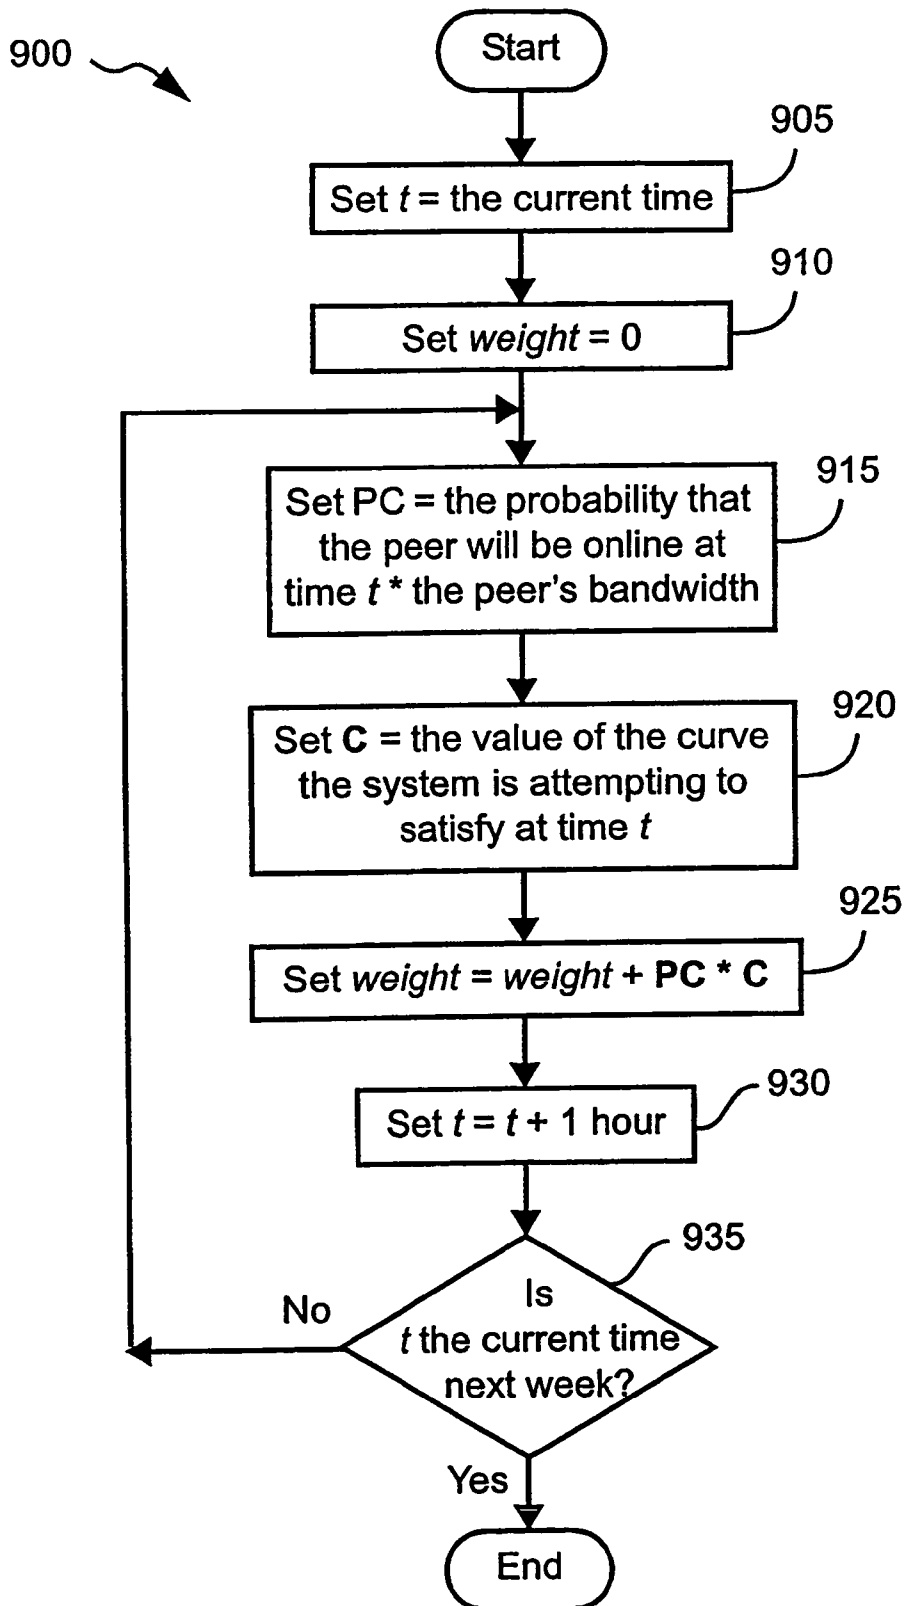 900
Start
905
Set t = the current time
910
Set weight = 0
915
Set PC = the probability that
the peer will be online at
time t * the peer's bandwidth
920
Set C = the value of the curve
the system is attempting to
satisfy at time t
925
Set weight = weight + PC * C
930
Set t = t + 1 hour
935
Is
t the current time
next week?
No
Yes
End